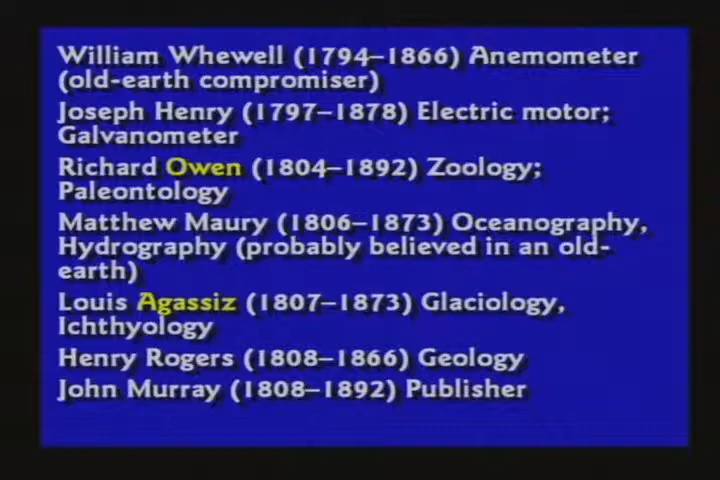 William Whewell (1794–1866) Anemometer
(old-earth compromiser)
Joseph Henry (1797–1878) Electric motor;
Galvanometer
Richard Owen (1804–1892) Zoology;
Paleontology
Matthew Maury (1806–1873) Oceanography,
Hydrography (probably believed in an old-
earth)
Louis Agassiz (1807–1873) Glaciology,
Ichthyology
Henry Rogers (1808–1866) Geology
John Murray (1808–1892) Publisher